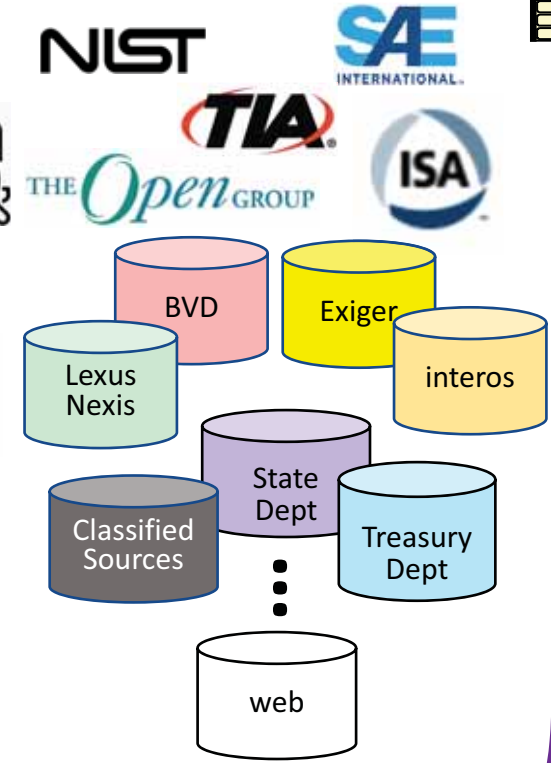 NIST
SAE
INTERNATIONAL
TIA
ISA
THE Open GROUP
BVD
Exiger
Lexus
Nexis
interos
State
Dept
Classified
Sources
Treasury
Dept
web